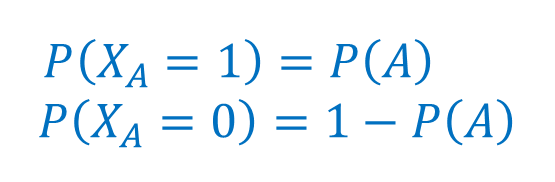 P(X_A = 1) = P(A)
P(X_A = 0) = 1 − P(A)